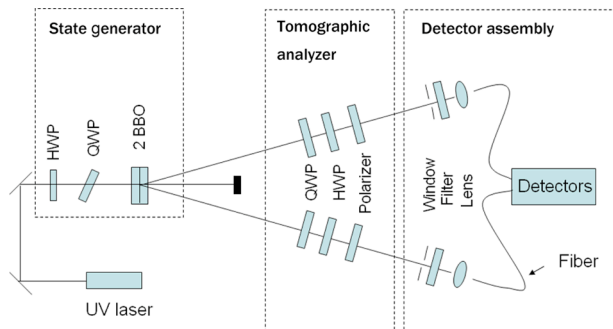 State generator
Tomographic
analyzer
Detector assembly
HWP
QWP
2 BBO
QWP
HWP
Polarizer
Window
Filter
Lens
Detectors
Fiber
UV laser